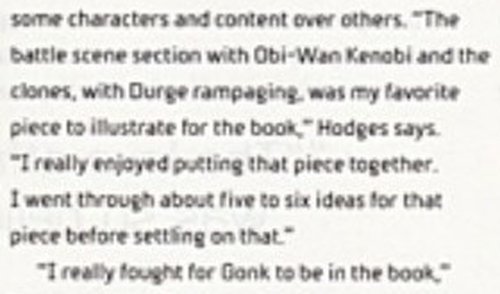 some characters and content over others. "The
battle scene section with Obi-Wan Kenobi and the
clones, with Durge rampaging, was my favorite
piece to illustrate for the book," Hodges says.
"I really enjoyed putting that piece together.
I went through about five to six ideas for that
piece before settling on that."
"I really fought for Gonk to be in the book,"